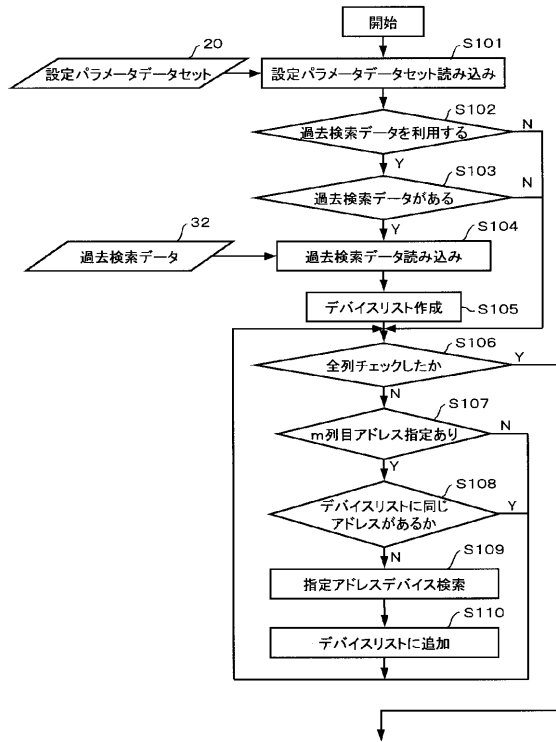 開始
20
設定パラメータデータセット
S101
設定パラメータデータセット読み込み
S102
過去検索データを利用する
N
Y
S103
過去検索データがある
N
Y
32
過去検索データ
S104
過去検索データ読み込み
デバイスリスト作成
S105
S106
全列チェックしたか
Y
N
S107
m列目アドレス指定あり
N
Y
S108
デバイスリストに同じ
アドレスがあるか
Y
N
S109
指定アドレスデバイス検索
S110
デバイスリストに追加